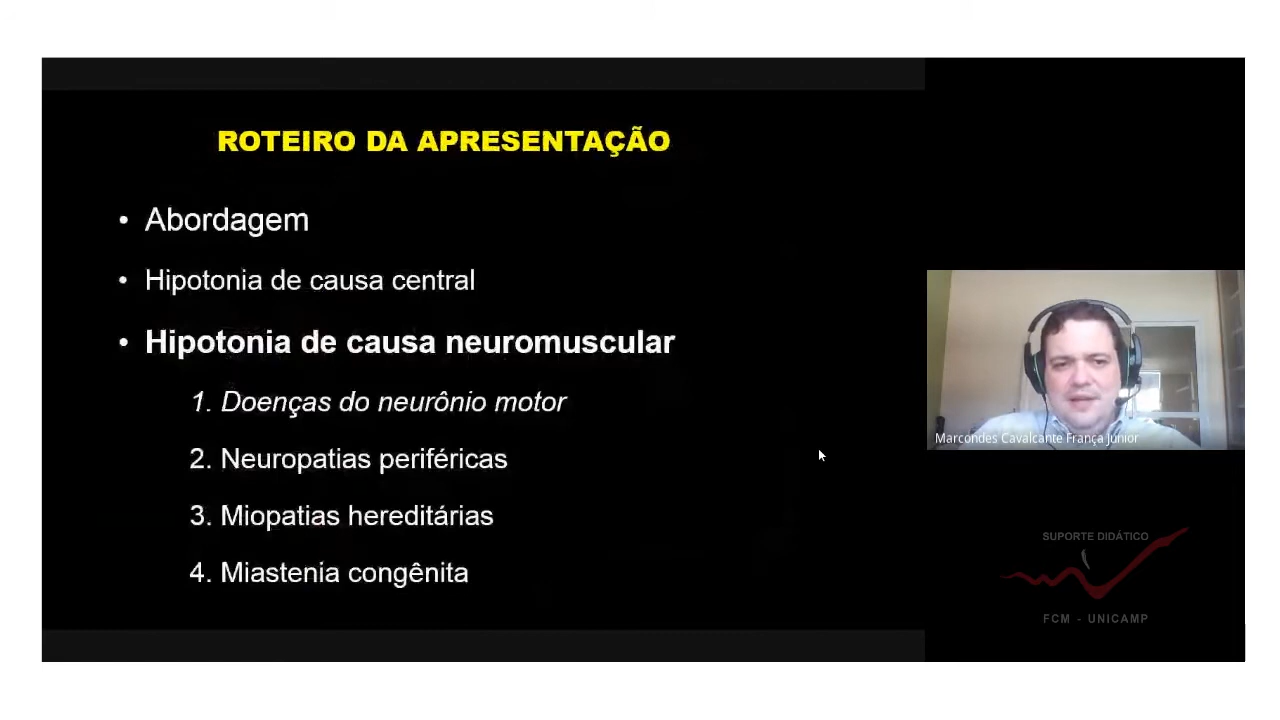 ROTEIRO DA APRESENTAÇÃO
• Abordagem
• Hipotonia de causa central
• Hipotonia de causa neuromuscular
1. Doenças do neurônio motor
2. Neuropatias periféricas
3. Miopatias hereditárias
4. Miastenia congênita
Marcondes Cavalcante França Júnior
SUPORTE DIDÁTICO
FCM - UNICAMP